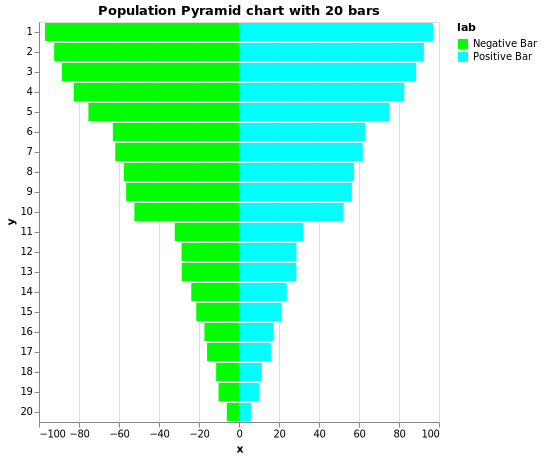 Population Pyramid chart with 20 bars
lab
Negative Bar
Positive Bar
y
1
2
3
4
5
6
7
8
9
10
11
12
13
14
15
16
17
18
19
20
−100 −80 −60 −40 −20 0 20 40 60 80 100
x